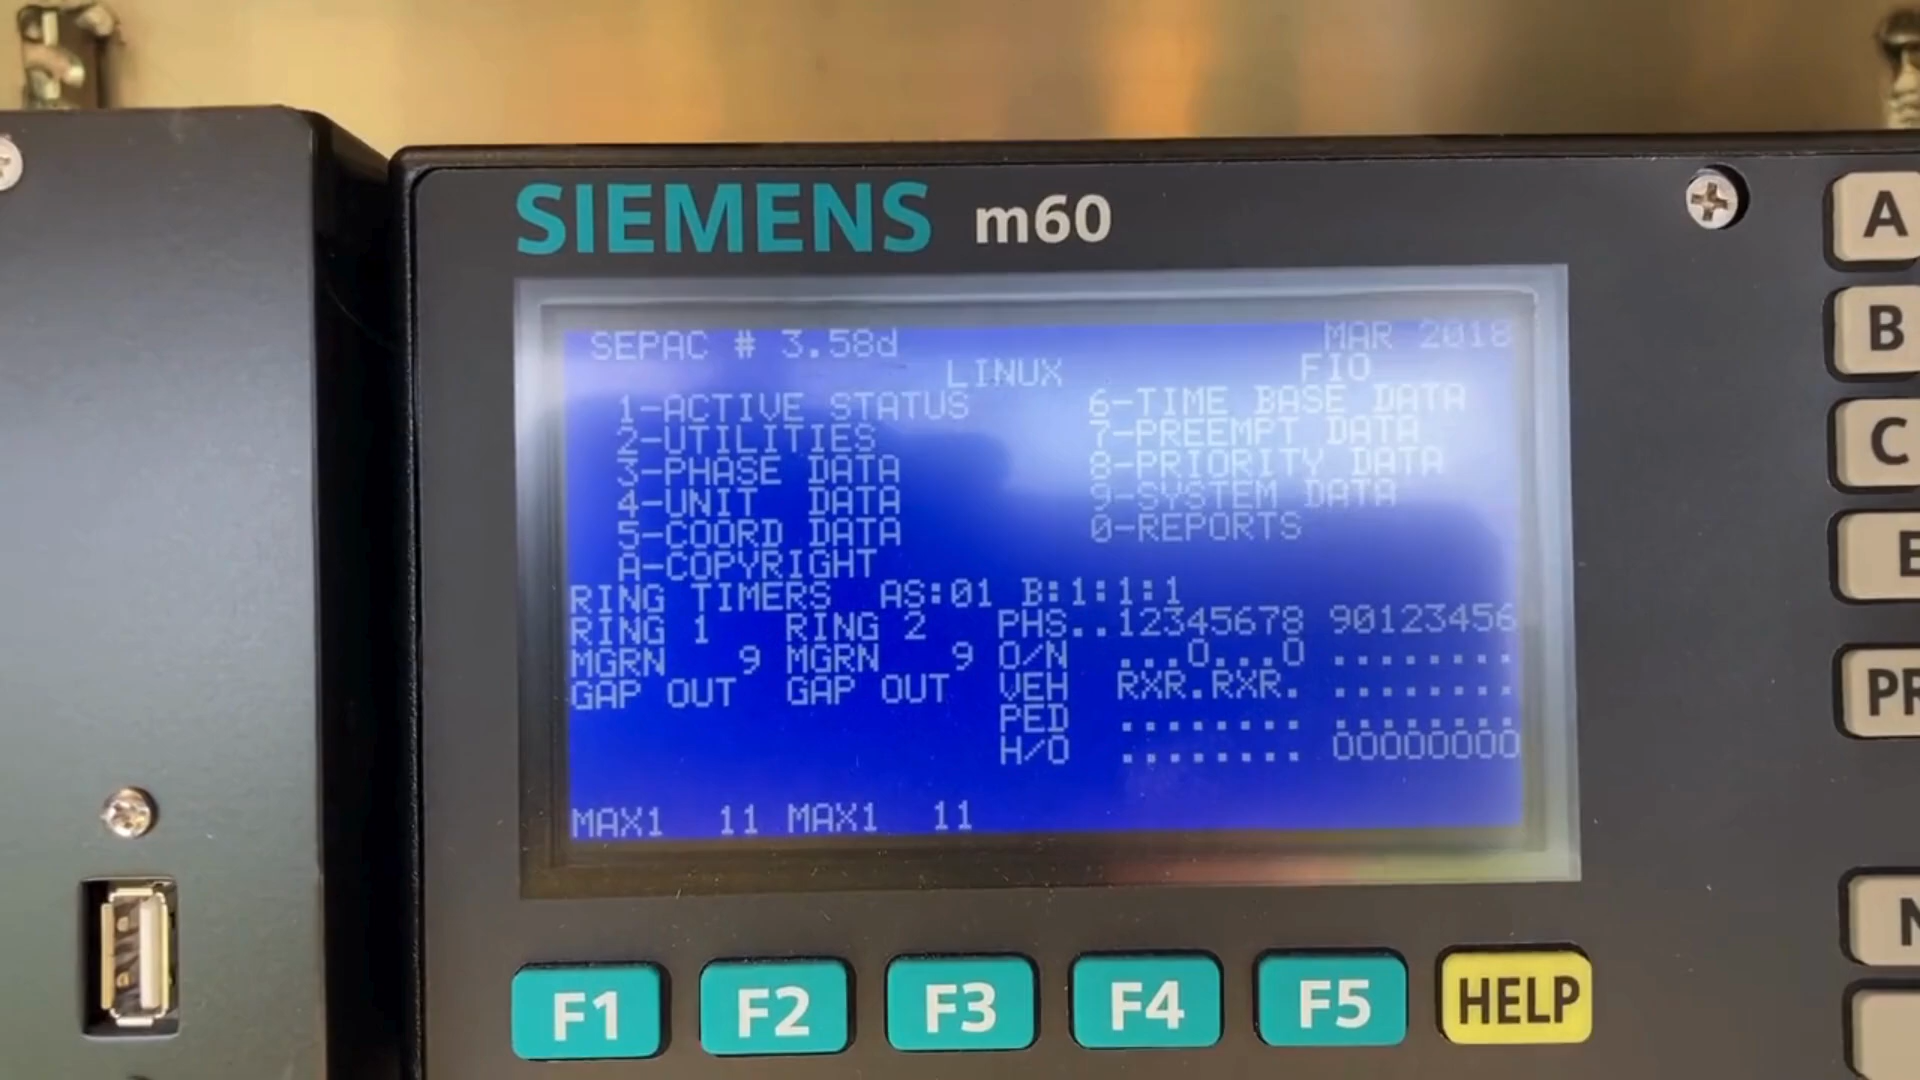 SIEMENS m60
SEPAC # 3.58d MAR 2018
LINUX FIO
1-ACTIVE STATUS 6-TIME BASE DATA
2-UTILITIES 7-PREEMPT DATA
3-PHASE DATA 8-PRIORITY DATA
4-UNIT DATA 9-SYSTEM DATA
5-COORD DATA 0-REPORTS
A-COPYRIGHT
RING TIMERS AS:01 B:1:1:1
RING 1 RING 2 PHS..12345678 90123456
MGRN 9 MGRN 9 O/N ...O...O ........
GAP OUT GAP OUT VEH RXR.RXR. ........
PED ........ ........
H/O ........ OOOOOOOO
MAX1 11 MAX1 11
F1 F2 F3 F4 F5 HELP
A
B
C